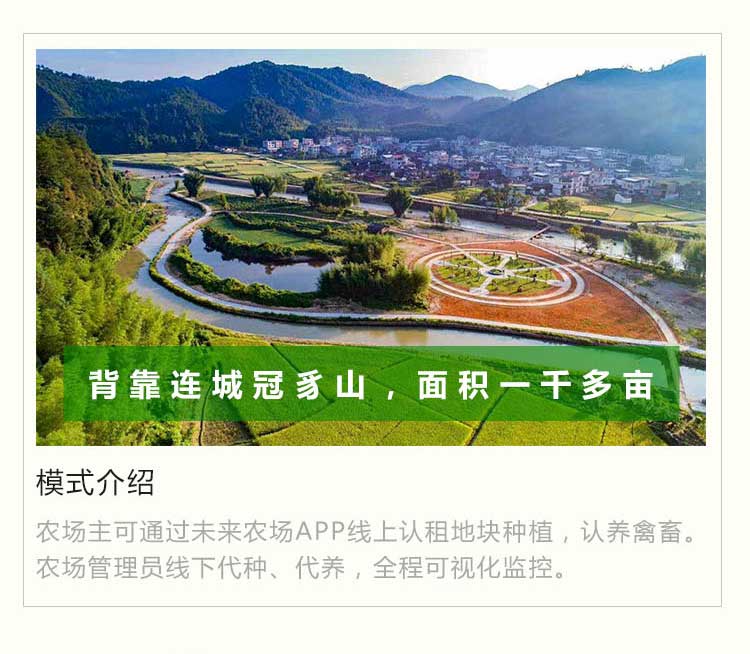 背靠连城冠豸山，面积一千多亩
模式介绍
农场主可通过未来农场APP线上认租地块种植，认养禽畜。
农场管理员线下代种、代养，全程可视化监控。